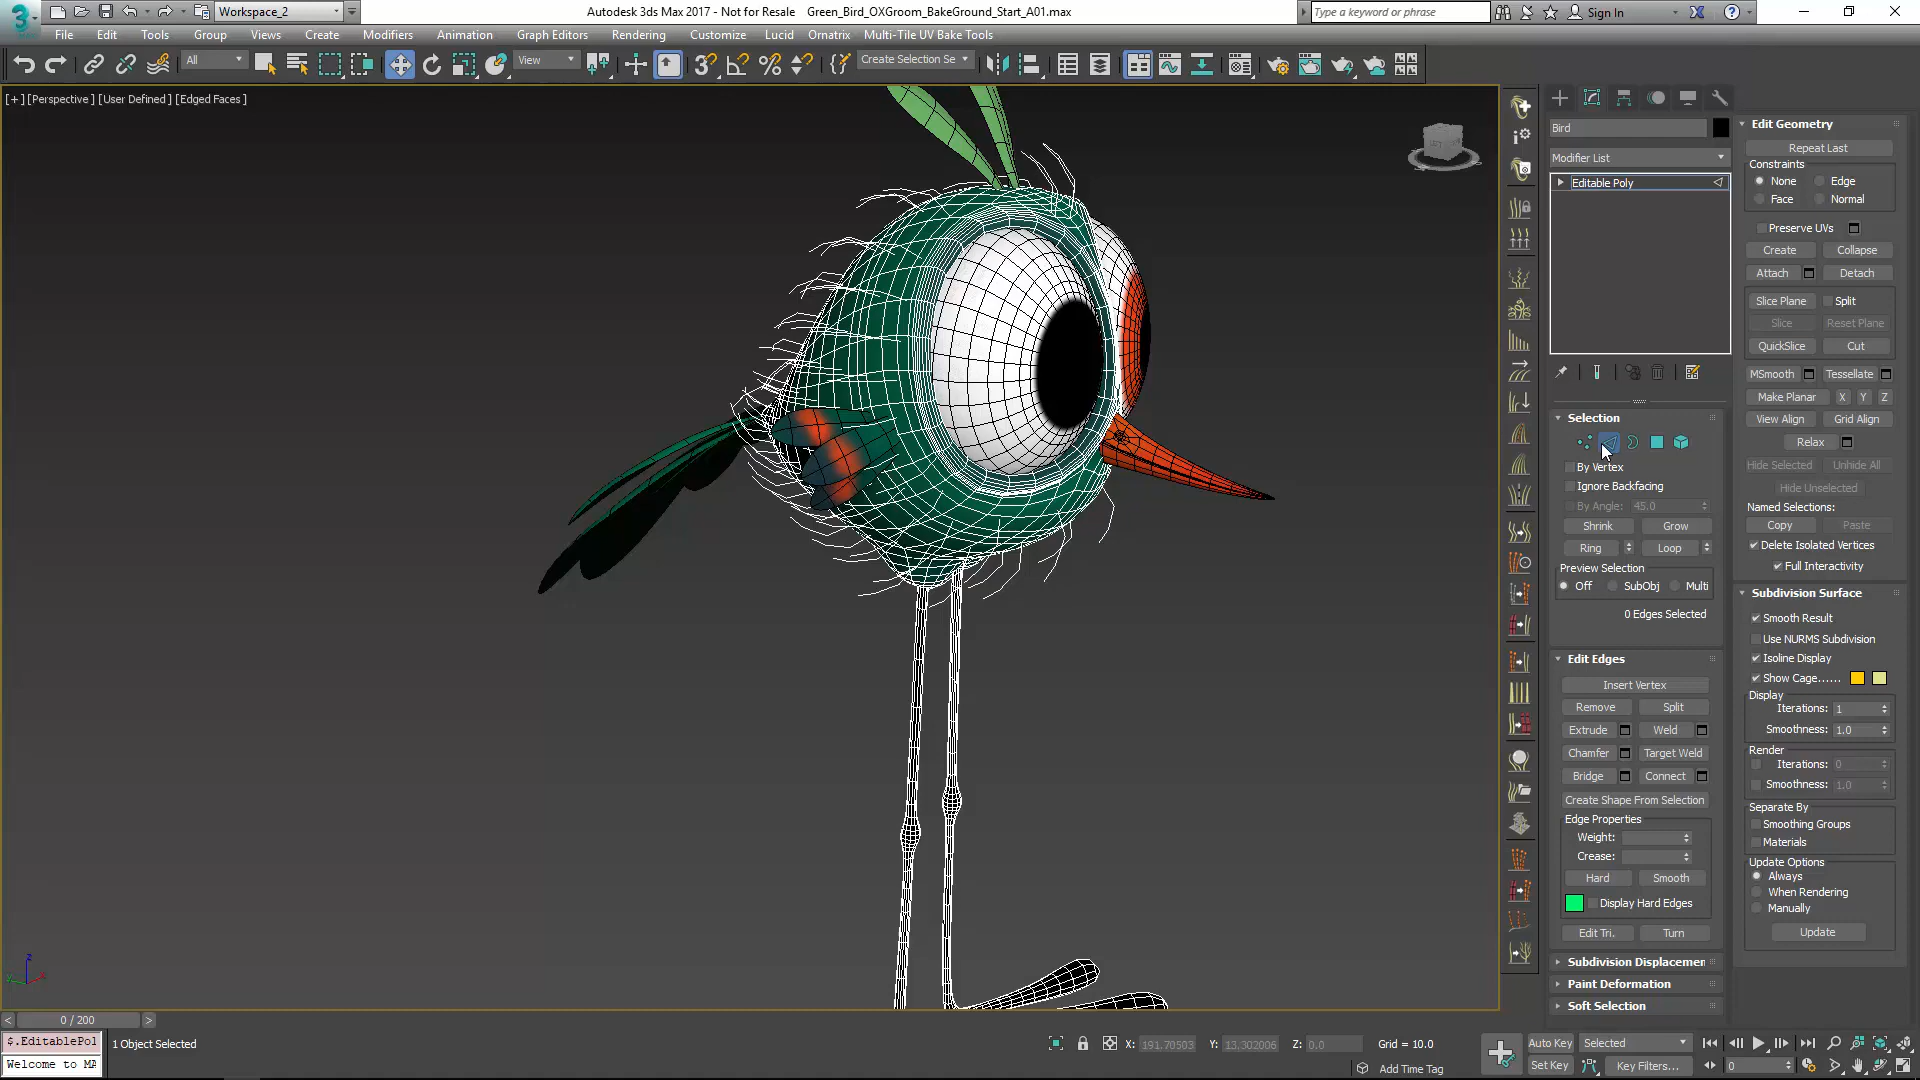 Workspace_2
Autodesk 3ds Max 2017 - Not for Resale Green_Bird_OXGroom_BakeGround_Start_A01.max
Type a keyword or phrase
Sign In
File Edit Tools Group Views Create Modifiers Animation Graph Editors Rendering Customize Lucid Ornatrix Multi-Tile UV Bake Tools
All
View
Create Selection Se
[+] [Perspective ] [User Defined ] [Edged Faces ]
Bird
Modifier List
Editable Poly
Selection
By Vertex
Ignore Backfacing
By Angle: 45.0
Shrink Grow
Ring Loop
Preview Selection
Off SubObj Multi
0 Edges Selected
Edit Edges
Insert Vertex
Remove Split
Extrude Weld
Chamfer Target Weld
Bridge Connect
Create Shape From Selection
Edge Properties
Weight:
Crease:
Hard Smooth
Display Hard Edges
Edit Tri. Turn
Subdivision Displacemen
Paint Deformation
Soft Selection
Edit Geometry
Repeat Last
Constraints
None Edge
Face Normal
Preserve UVs
Create Collapse
Attach Detach
Slice Plane Split
Slice Reset Plane
QuickSlice Cut
MSmooth Tessellate
Make Planar X Y Z
View Align Grid Align
Relax
Hide Selected Unhide All
Hide Unselected
Named Selections:
Copy Paste
Delete Isolated Vertices
Full Interactivity
Subdivision Surface
Smooth Result
Use NURMS Subdivision
Isoline Display
Show Cage......
Display
Iterations: 1
Smoothness: 1.0
Render
Iterations: 0
Smoothness: 1.0
Separate By
Smoothing Groups
Materials
Update Options
Always
When Rendering
Manually
Update
< 0 / 200 >
$.EditablePol
Welcome to MA
1 Object Selected
X: 191.70503 Y: 13.302006 Z: 0.0 Grid = 10.0
Add Time Tag
Auto Key Selected
Set Key Key Filters...
0